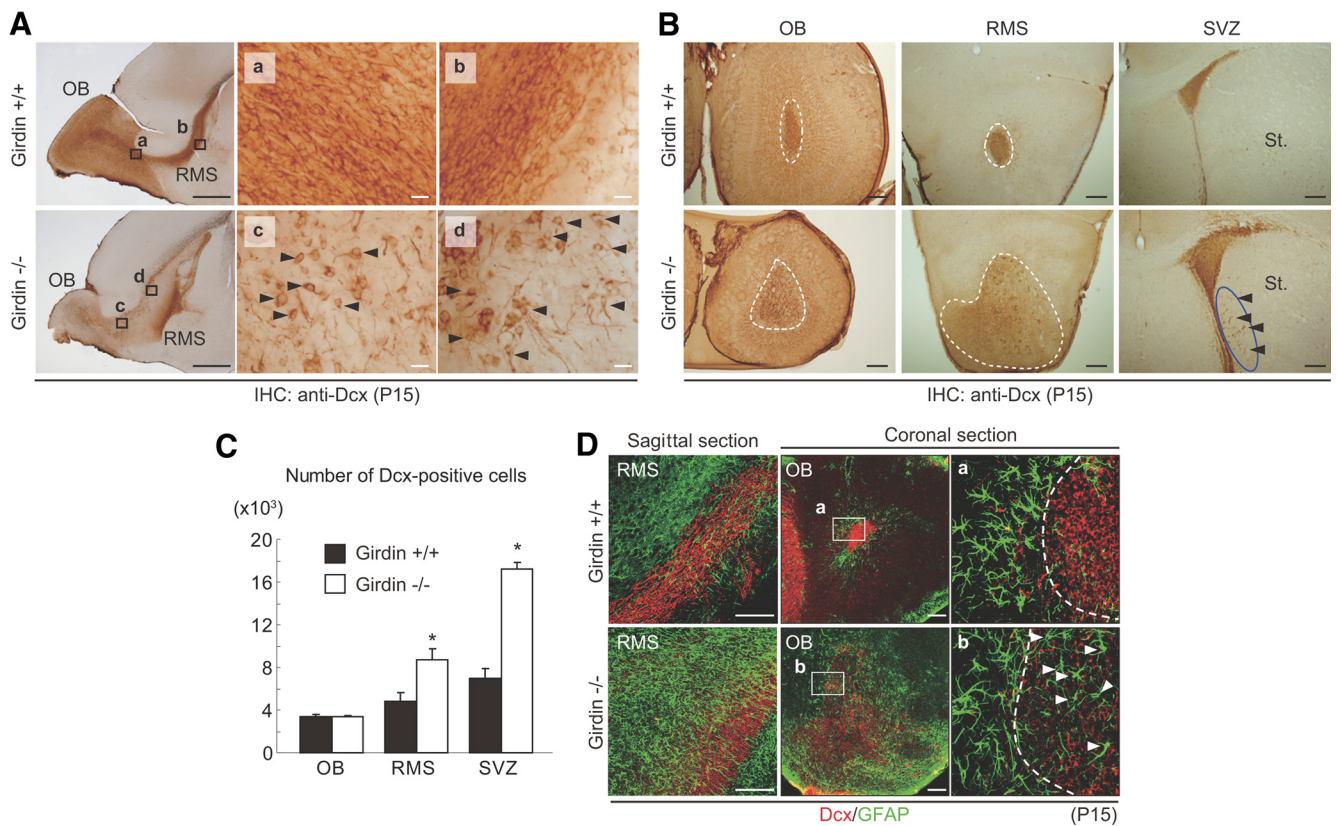 A
Girdin +/+
OB
a
b
RMS
a
b
Girdin -/-
OB
d
c
RMS
c
d
IHC: anti-Dcx (P15)
B
OB
RMS
SVZ
Girdin +/+
St.
Girdin -/-
St.
IHC: anti-Dcx (P15)
C
Number of Dcx-positive cells
(x10³)
20
16
12
8
4
0
Girdin +/+
Girdin -/-
*
*
OB
RMS
SVZ
D
Sagittal section
Coronal section
Girdin +/+
RMS
OB
a
a
Girdin -/-
RMS
OB
b
b
Dcx/GFAP
(P15)